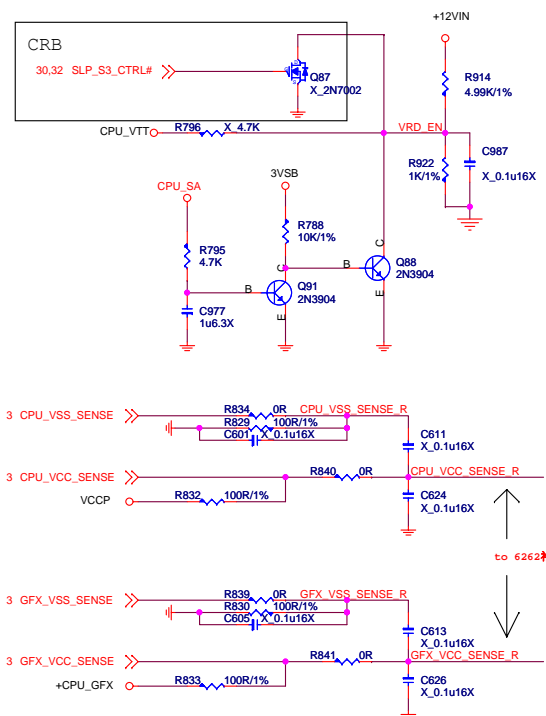 +12VIN
CRB
30,32 SLP_S3_CTRL#
Q87
X_2N7002
R914
4.99K/1%
CPU_VTT
R796
X_4.7K
VRD_EN
C987
X_0.1u16X
R922
1K/1%
CPU_SA
3VSB
R788
10K/1%
R795
4.7K
C
C
B
Q88
2N3904
B
Q91
2N3904
C977
1u6.3X
E
E
3 CPU_VSS_SENSE
R834
0R
CPU_VSS_SENSE_R
R829
100R/1%
C601
X_0.1u16X
C611
X_0.1u16X
3 CPU_VCC_SENSE
R840
0R
CPU_VCC_SENSE_R
VCCP
R832
100R/1%
C624
X_0.1u16X
3 GFX_VSS_SENSE
R839
0R
GFX_VSS_SENSE_R
R830
100R/1%
C605
X_0.1u16X
C613
X_0.1u16X
3 GFX_VCC_SENSE
R841
0R
GFX_VCC_SENSE_R
+CPU_GFX
R833
100R/1%
C626
X_0.1u16X
to